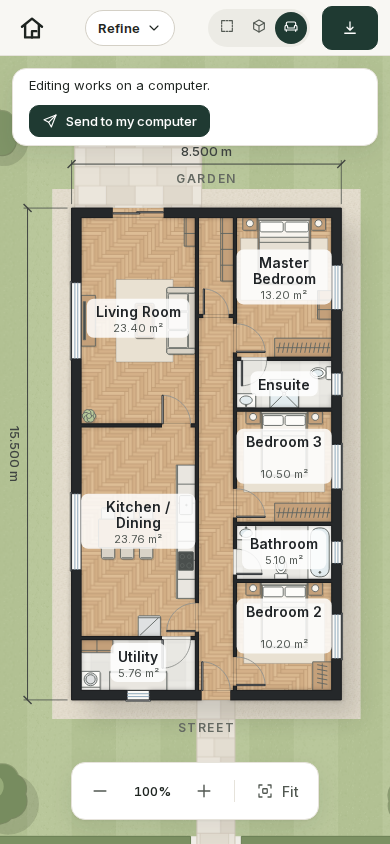 Refine
Editing works on a computer.
Send to my computer
8.500 m
GARDEN
15.500 m
Master
Bedroom
13.20 m²
Living Room
23.40 m²
Ensuite
Bedroom 3
10.50 m²
Kitchen /
Dining
23.76 m²
Bathroom
5.10 m²
Bedroom 2
10.20 m²
Utility
5.76 m²
STREET
100%
Fit